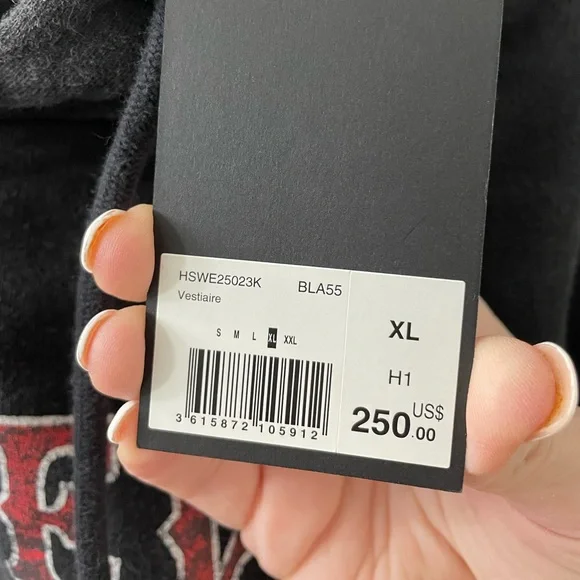 HSWE25023K BLA55
Vestiaire
S M L XL XXL
XL
H1
250.00 US$
3 615872 105912